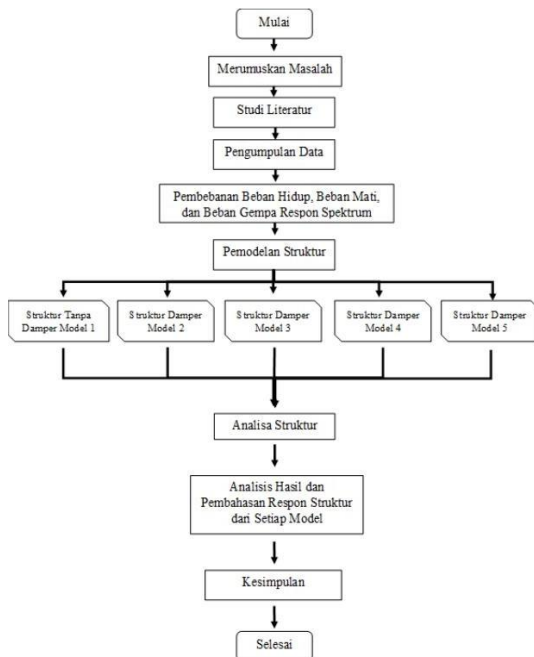 Mulai
Merumuskan Masalah
Studi Literatur
Pengumpulan Data
Pembebanan Beban Hidup, Beban Mati,
dan Beban Gempa Respon Spektrum
Pemodelan Struktur
Struktur Tanpa
Damper Model 1
Struktur Damper
Model 2
Struktur Damper
Model 3
Struktur Damper
Model 4
Struktur Damper
Model 5
Analisa Struktur
Analisis Hasil dan
Pembahasan Respon Struktur
dari Setiap Model
Kesimpulan
Selesai